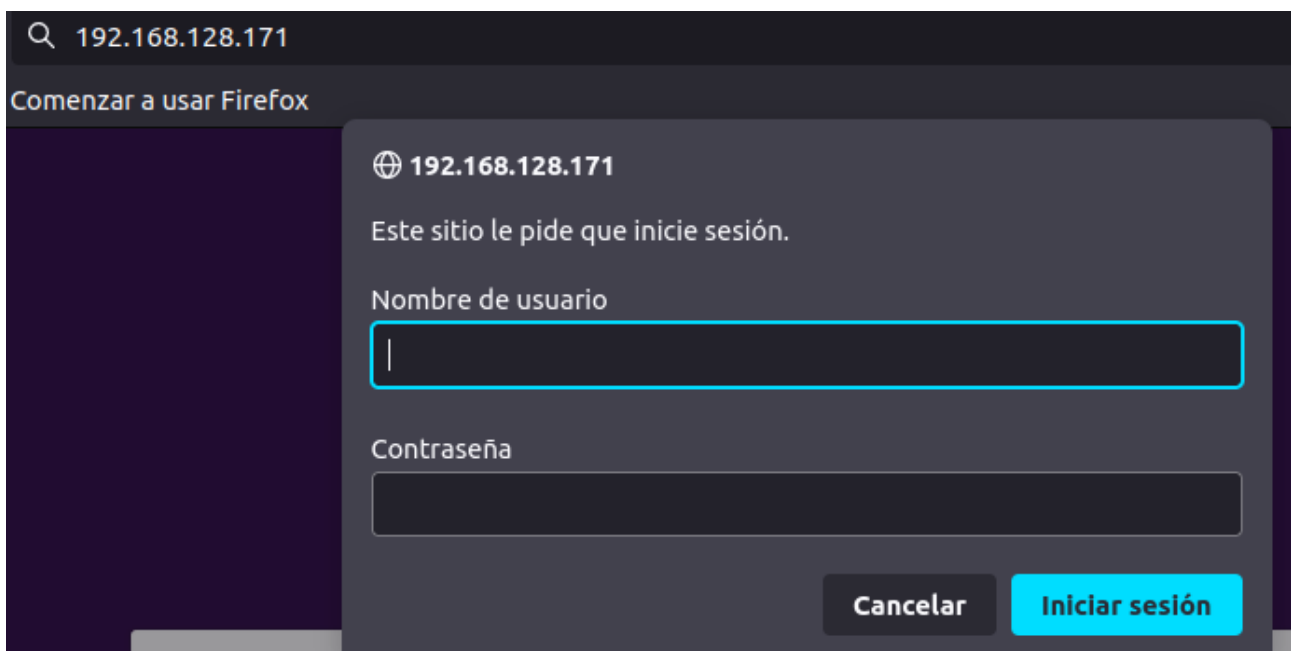 192.168.128.171
Comenzar a usar Firefox
192.168.128.171
Este sitio le pide que inicie sesión.
Nombre de usuario
Contraseña
Cancelar
Iniciar sesión